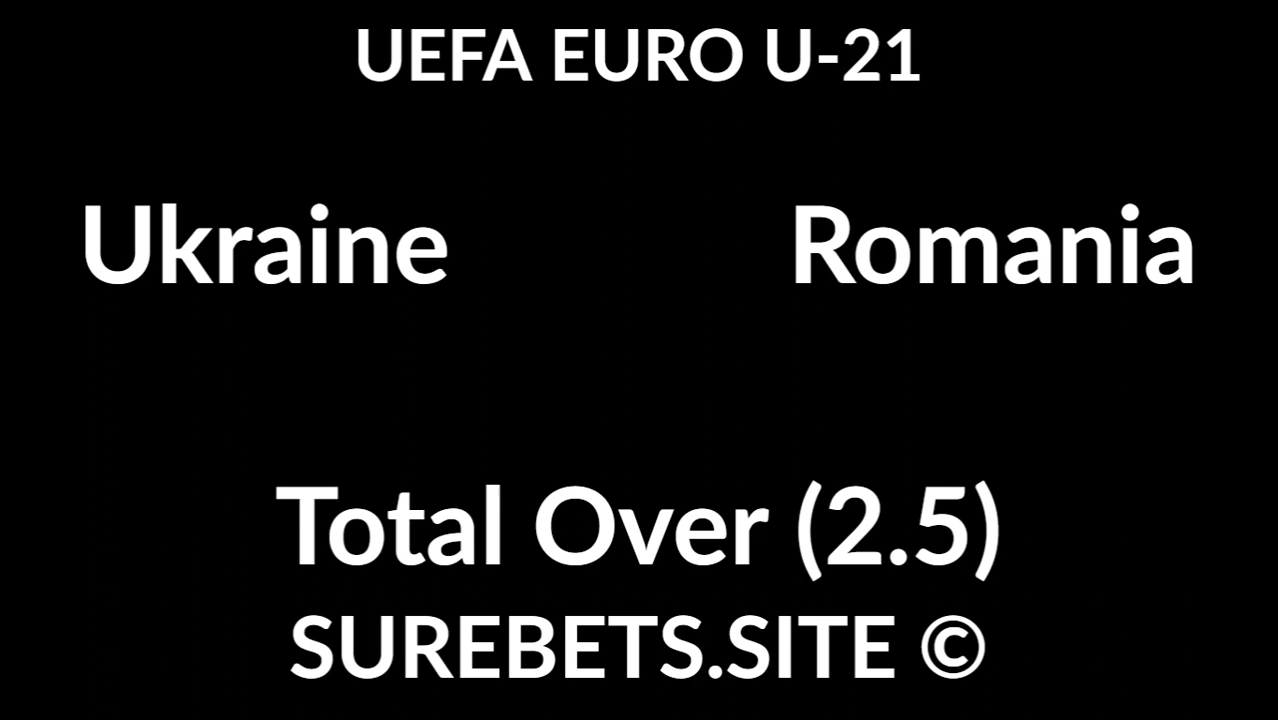 UEFA EURO U-21
Ukraine Romania
Total Over (2.5)
SUREBETS.SITE ©